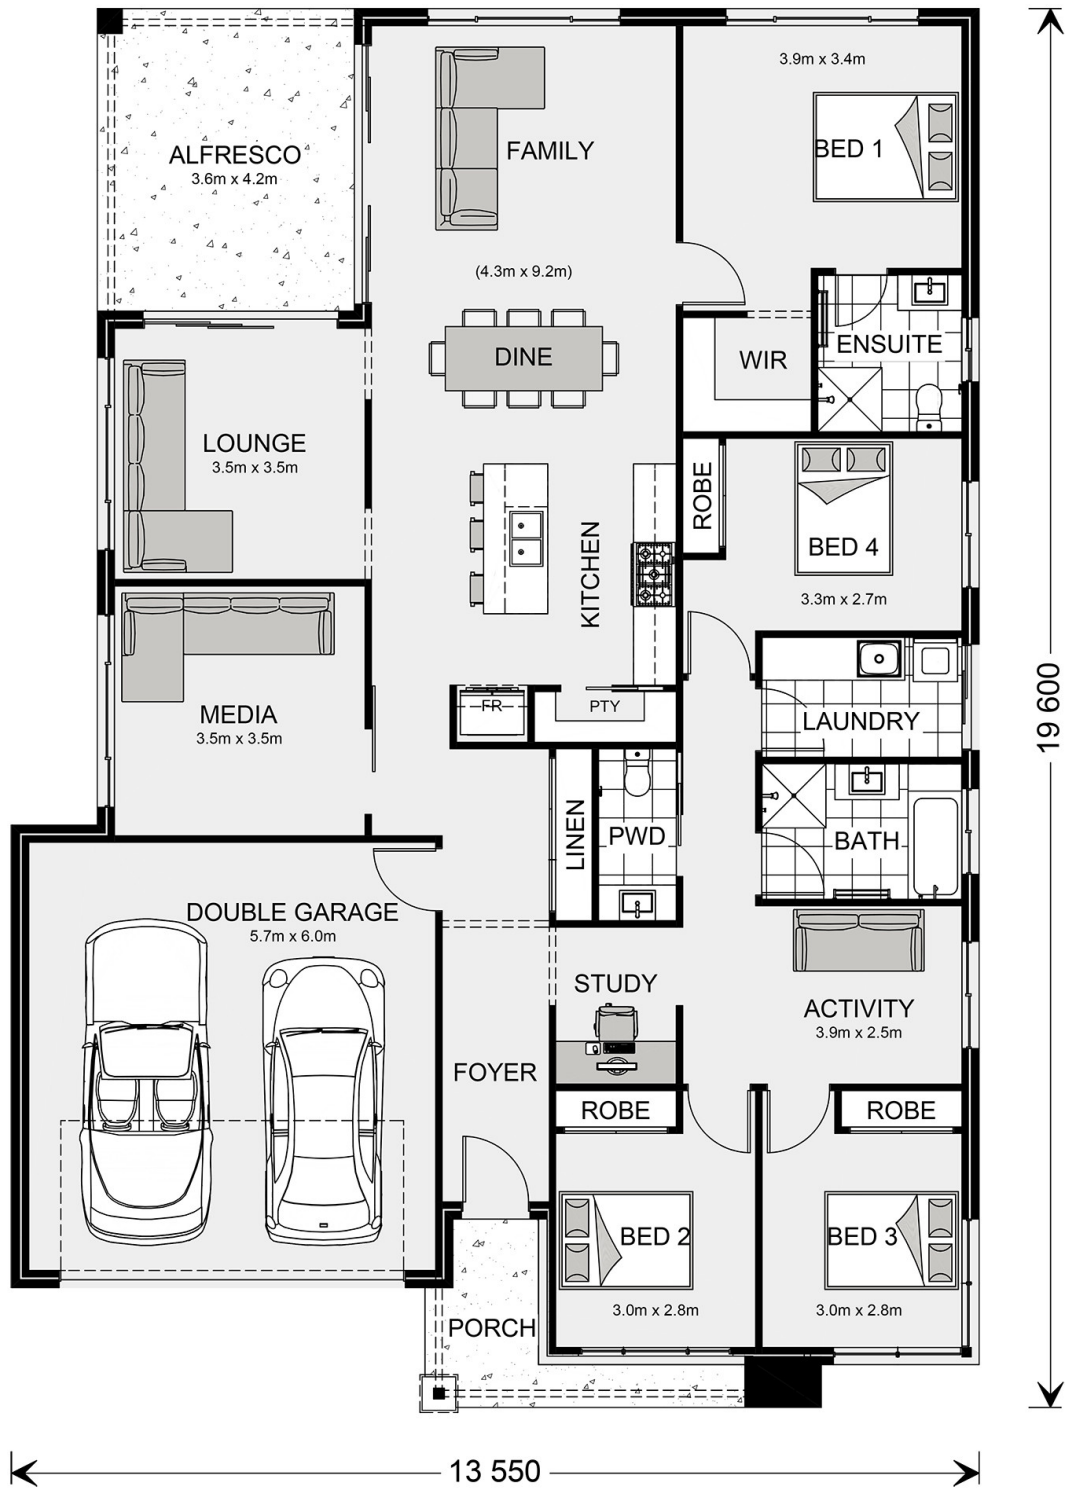 3.9m x 3.4m
BED 1
ALFRESCO
3.6m x 4.2m
FAMILY
(4.3m x 9.2m)
DINE
WIR
ENSUITE
LOUNGE
3.5m x 3.5m
ROBE
BED 4
3.3m x 2.7m
KITCHEN
MEDIA
3.5m x 3.5m
FR
PTY
LAUNDRY
LINEN
PWD
BATH
DOUBLE GARAGE
5.7m x 6.0m
STUDY
ACTIVITY
3.9m x 2.5m
FOYER
ROBE
ROBE
BED 2
3.0m x 2.8m
BED 3
3.0m x 2.8m
PORCH
19 600
13 550